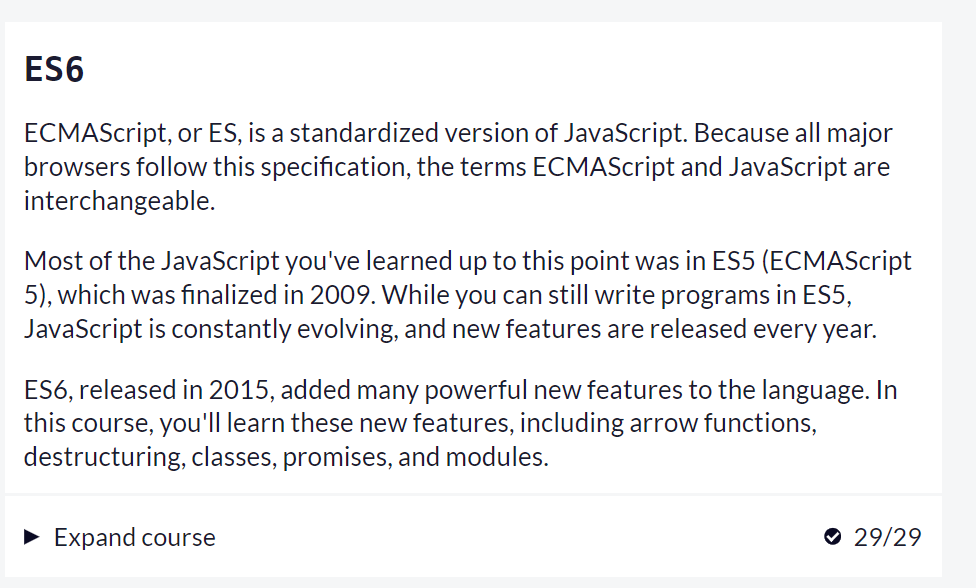 ES6
ECMAScript, or ES, is a standardized version of JavaScript. Because all major
browsers follow this specification, the terms ECMAScript and JavaScript are
interchangeable.
Most of the JavaScript you've learned up to this point was in ES5 (ECMAScript
5), which was finalized in 2009. While you can still write programs in ES5,
JavaScript is constantly evolving, and new features are released every year.
ES6, released in 2015, added many powerful new features to the language. In
this course, you'll learn these new features, including arrow functions,
destructuring, classes, promises, and modules.
Expand course 29/29